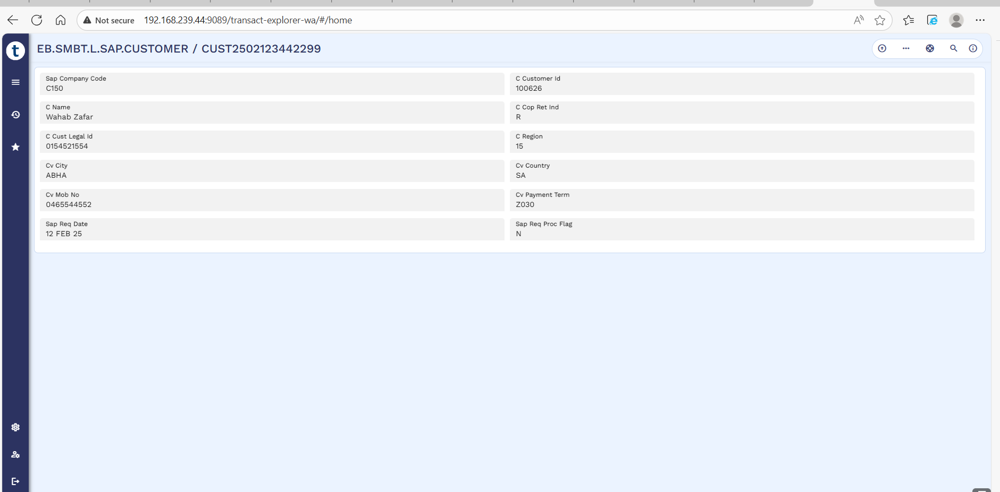 Not secure 192.168.239.44:9089/transact-explorer-wa/#/home
t
EB.SMBT.L.SAP.CUSTOMER / CUST2502123442299
Sap Company Code
C150
C Customer Id
100626
C Name
Wahab Zafar
C Cop Ret Ind
R
C Cust Legal Id
0154521554
C Region
15
Cv City
ABHA
Cv Country
SA
Cv Mob No
0465544552
Cv Payment Term
Z030
Sap Req Date
12 FEB 25
Sap Req Proc Flag
N